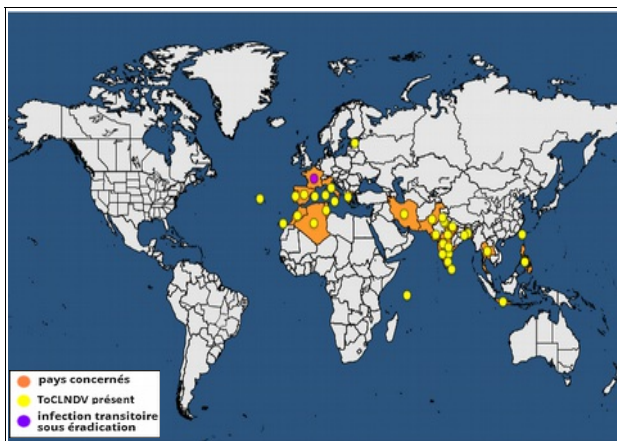 pays concernés
ToCLNDV présent
infection transitoire
sous éradication